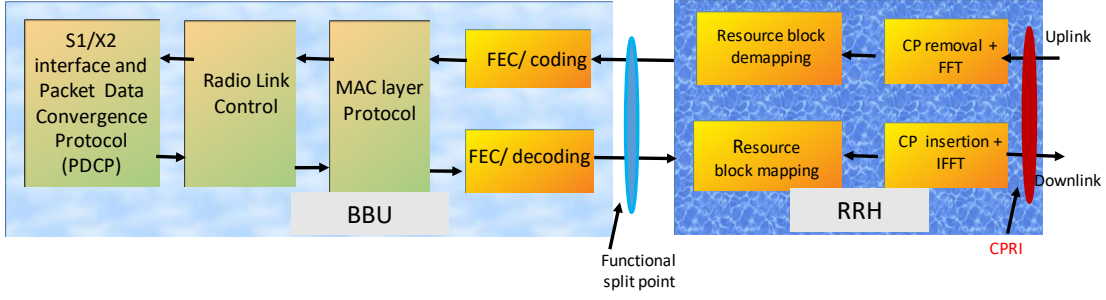 S1/X2
interface and
Packet Data
Convergence
Protocol
(PDCP)
Radio Link
Control
MAC layer
Protocol
FEC/ coding
FEC/ decoding
BBU
Functional
split point
Resource block
demapping
CP removal +
FFT
Uplink
Resource
block mapping
CP insertion +
IFFT
Downlink
RRH
CPRI